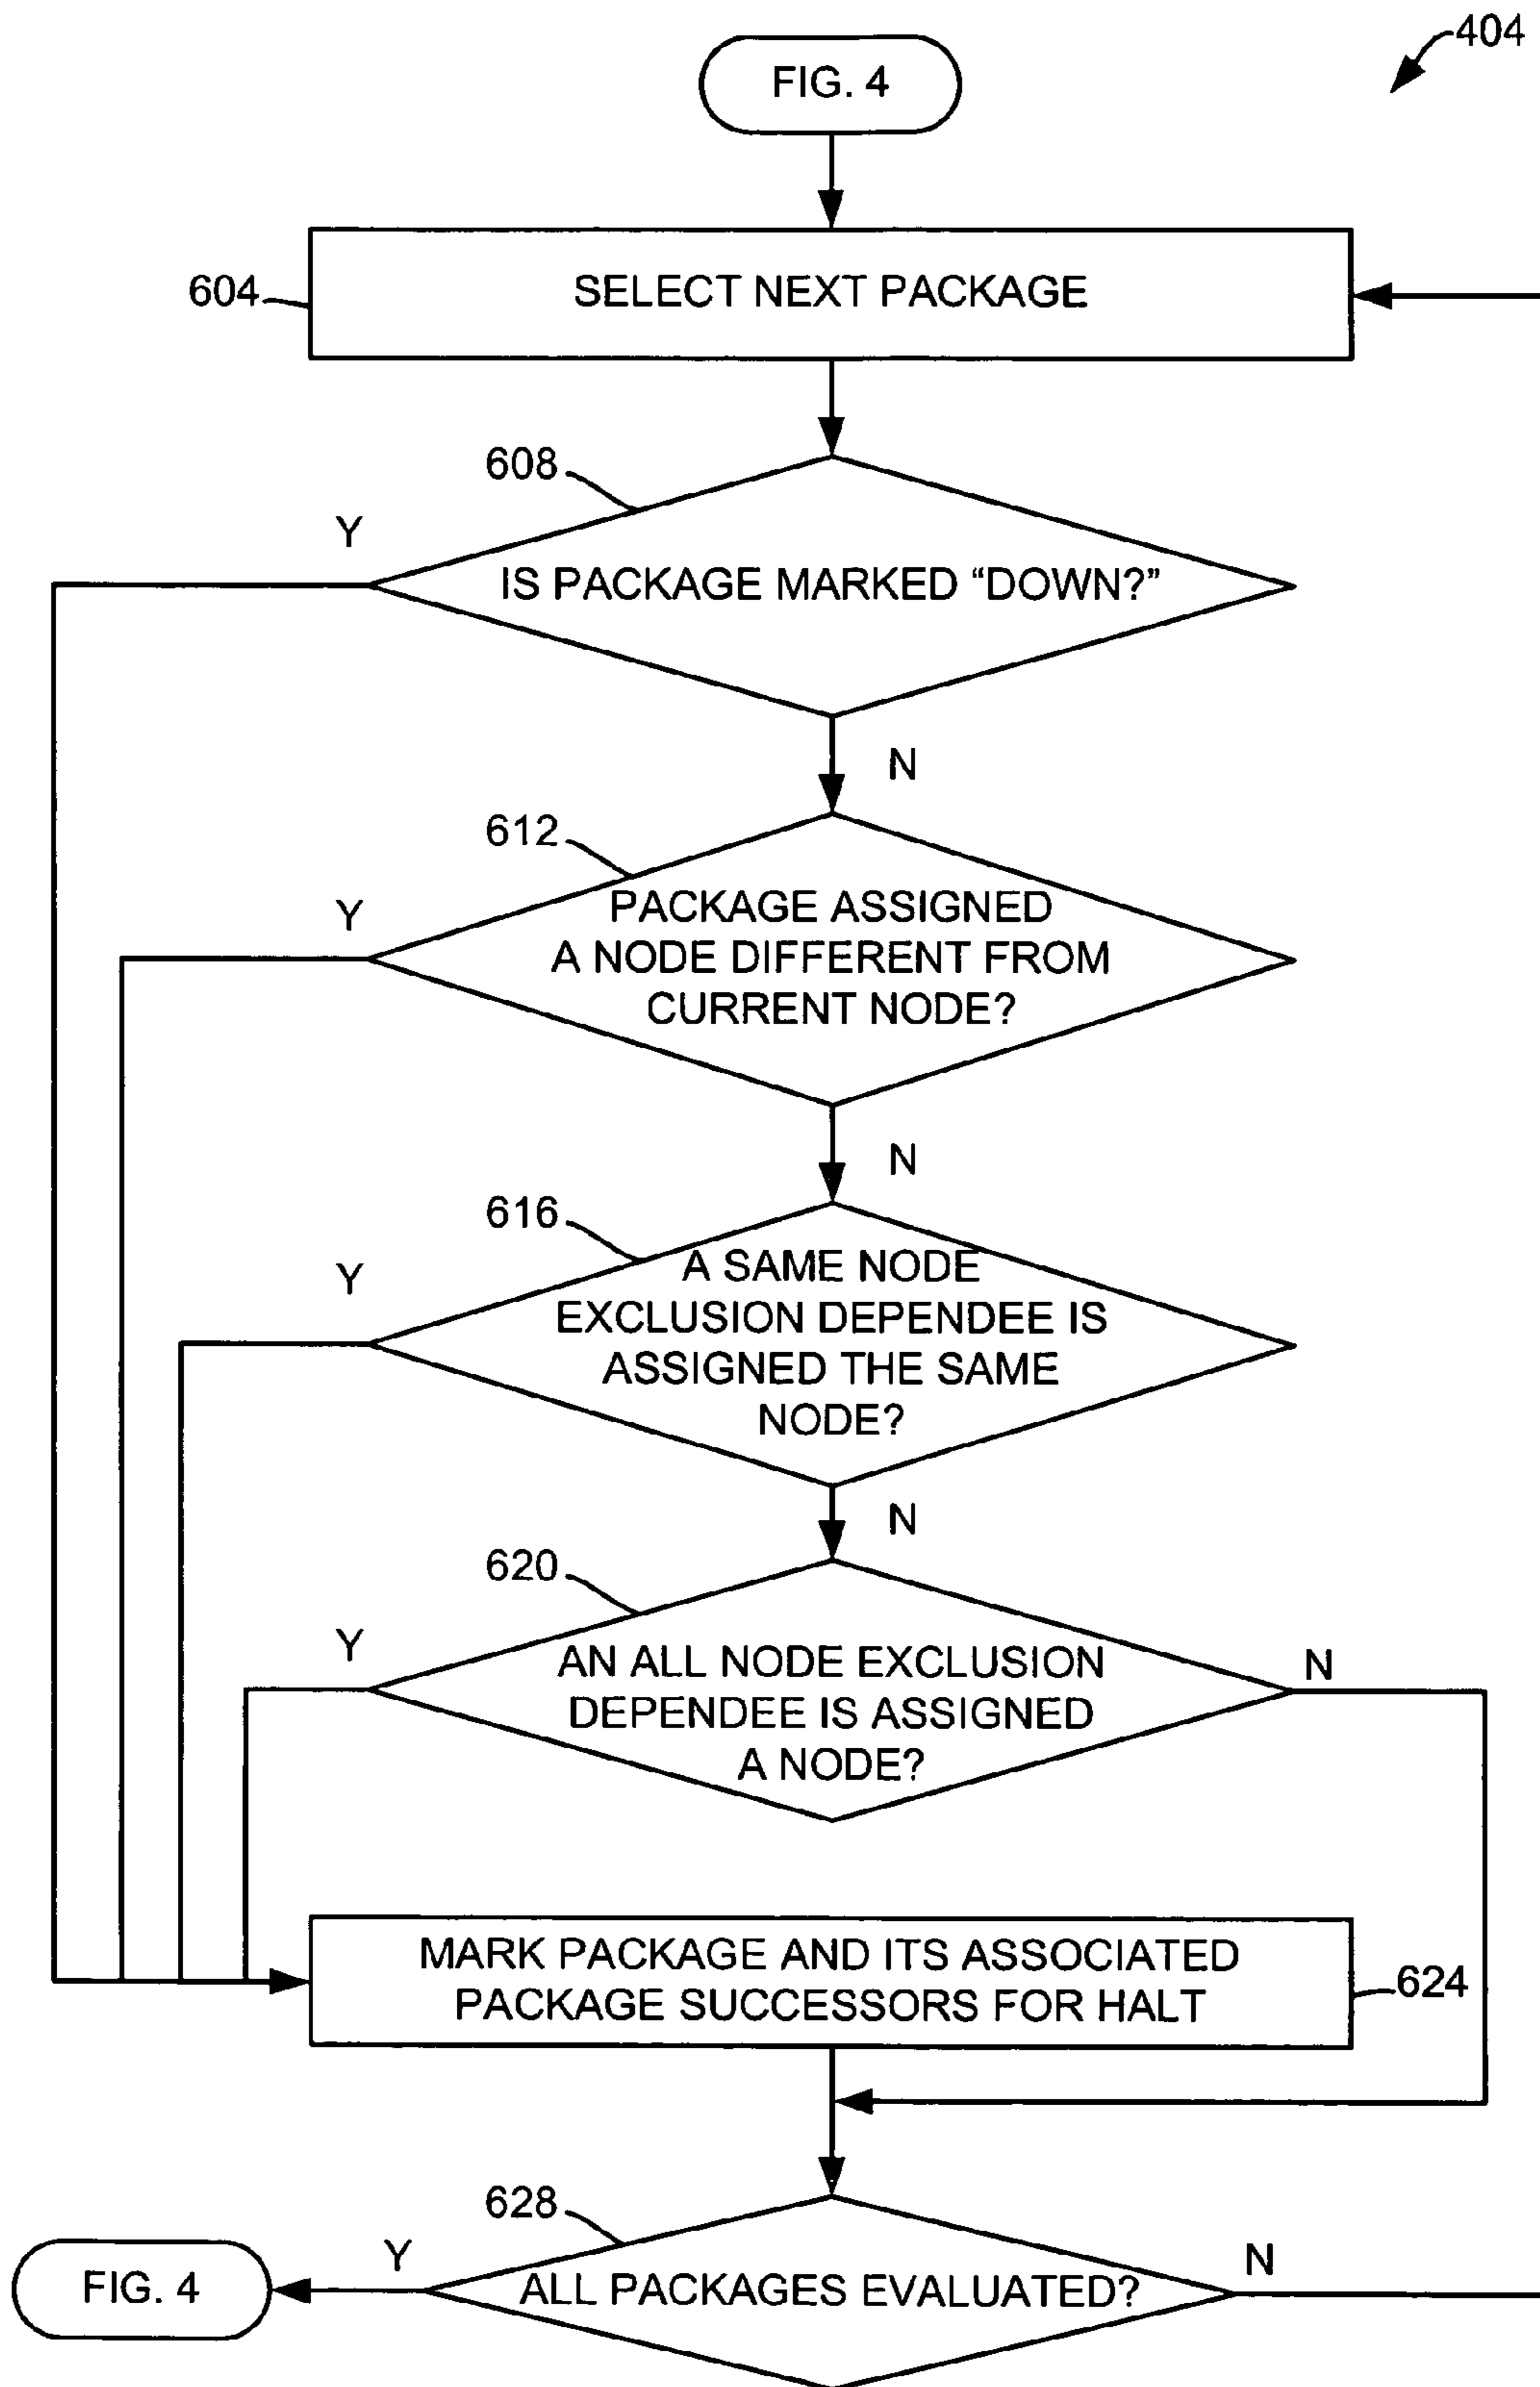 404
FIG. 4
604
SELECT NEXT PACKAGE
608
Y
IS PACKAGE MARKED “DOWN?”
N
612
Y
PACKAGE ASSIGNED
A NODE DIFFERENT FROM
CURRENT NODE?
N
616
Y
A SAME NODE
EXCLUSION DEPENDEE IS
ASSIGNED THE SAME
NODE?
N
620
Y
AN ALL NODE EXCLUSION
DEPENDEE IS ASSIGNED
A NODE?
N
MARK PACKAGE AND ITS ASSOCIATED
PACKAGE SUCCESSORS FOR HALT
624
628
Y
FIG. 4
ALL PACKAGES EVALUATED?
N